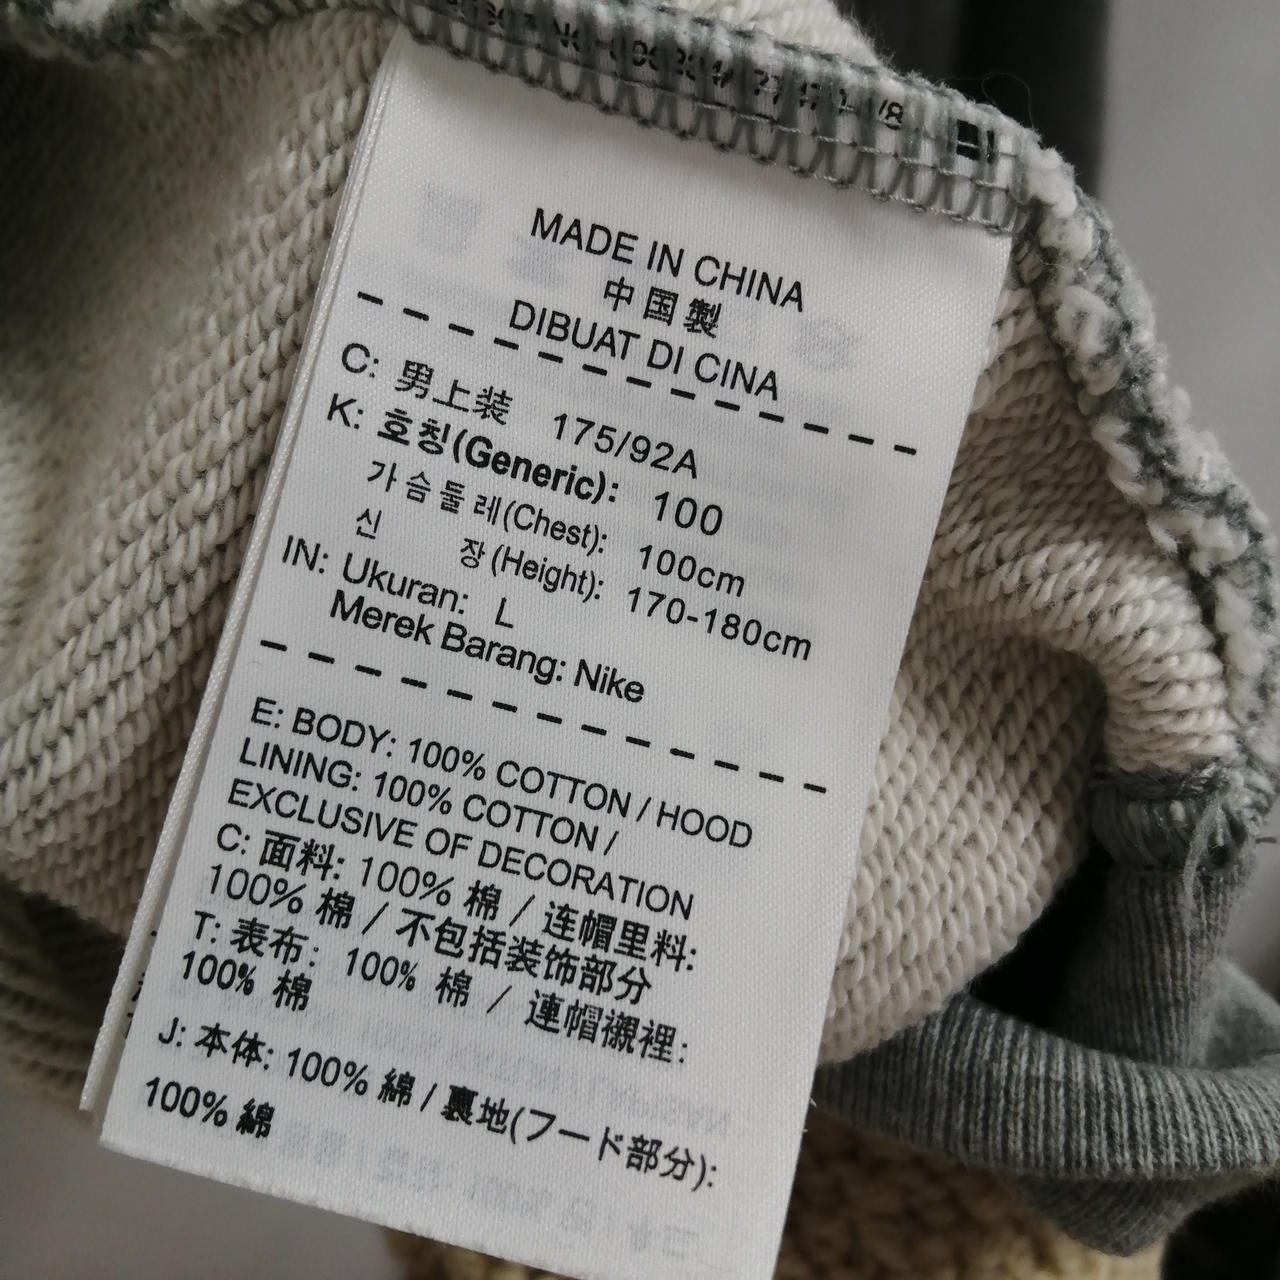 MADE IN CHINA
中国製
DIBUAT DI CINA
C: 男上装 175/92A
K: 호칭(Generic): 100
가슴둘레(Chest): 100cm
신 장(Height): 170-180cm
IN: Ukuran: L
Merek Barang: Nike
E: BODY: 100% COTTON / HOOD
LINING: 100% COTTON /
EXCLUSIVE OF DECORATION
C: 面料: 100% 棉 / 连帽里料:
100% 棉 / 不包括装饰部分
T: 表布: 100% 棉 / 連帽襯裡:
100% 棉
J: 本体: 100% 綿 / 裏地(フード部分):
100% 綿